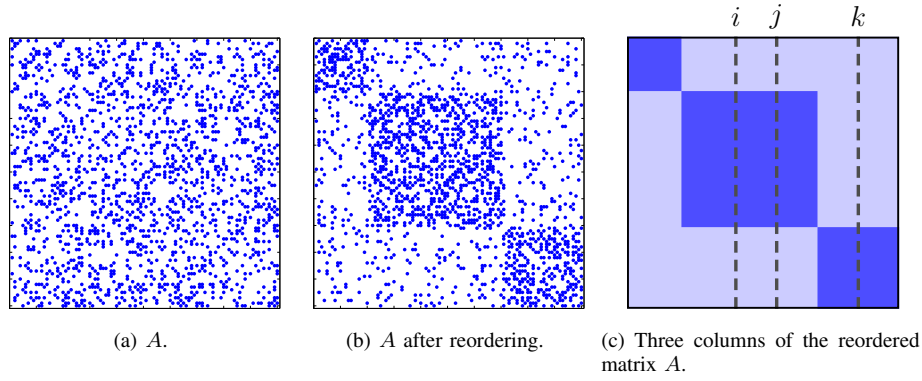 i j k
(a) A.
(b) A after reordering.
(c) Three columns of the reordered
matrix A.